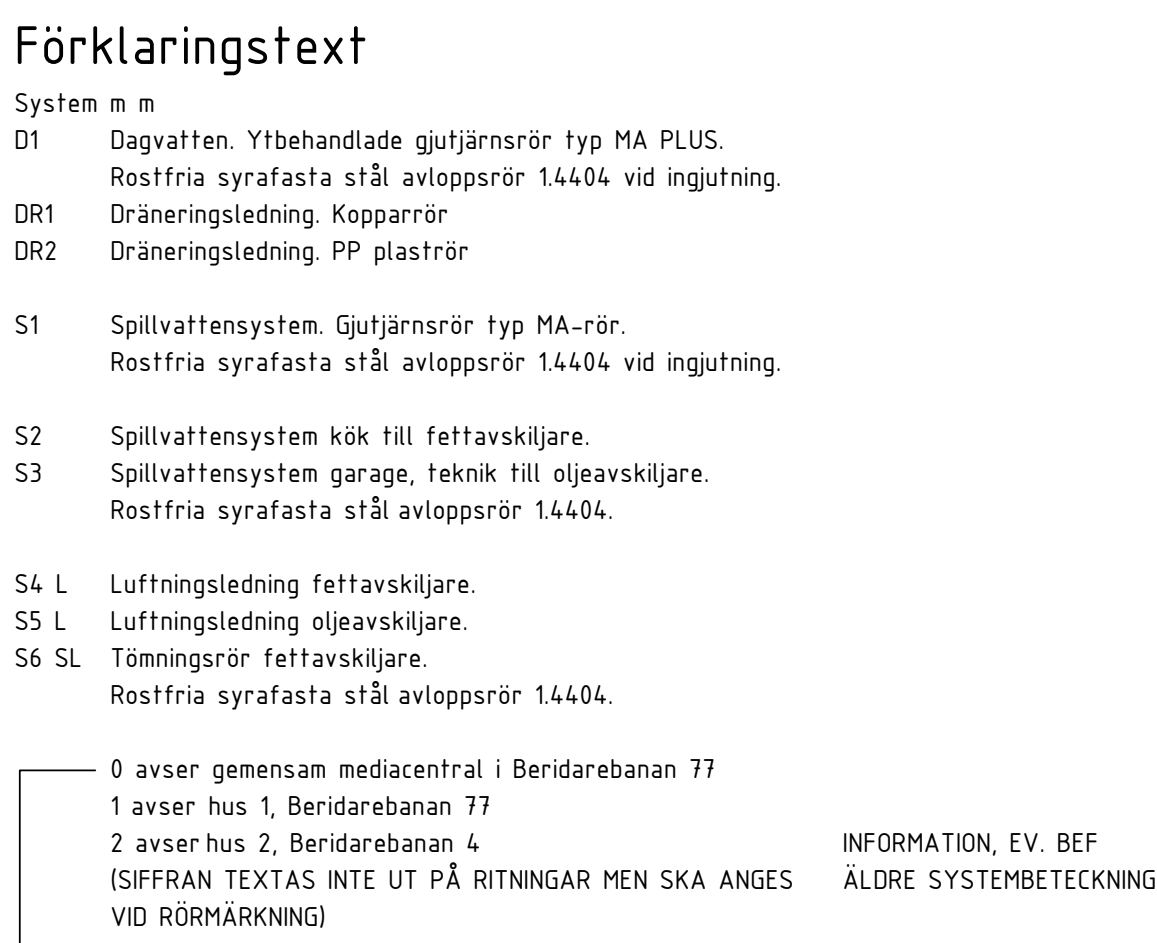 Förklaringstext
System m m
D1 Dagvatten. Ytbehandlade gjutjärnsrör typ MA PLUS.
Rostfria syrafasta stål avloppsrör 1.4404 vid ingjutning.
DR1 Dräneringsledning. Kopparrör
DR2 Dräneringsledning. PP plaströr
S1 Spillvattensystem. Gjutjärnsrör typ MA-rör.
Rostfria syrafasta stål avloppsrör 1.4404 vid ingjutning.
S2 Spillvattensystem kök till fettavskiljare.
S3 Spillvattensystem garage, teknik till oljeavskiljare.
Rostfria syrafasta stål avloppsrör 1.4404.
S4 L Luftningsledning fettavskiljare.
S5 L Luftningsledning oljeavskiljare.
S6 SL Tömningsrör fettavskiljare.
Rostfria syrafasta stål avloppsrör 1.4404.
0 avser gemensam mediacentral i Beridarebanan 77
1 avser hus 1, Beridarebanan 77
2 avser hus 2, Beridarebanan 4 INFORMATION, EV. BEF
(SIFFRAN TEXTAS INTE UT PÅ RITNINGAR MEN SKA ANGES ÄLDRE SYSTEMBETECKNING
VID RÖRMÄRKNING)